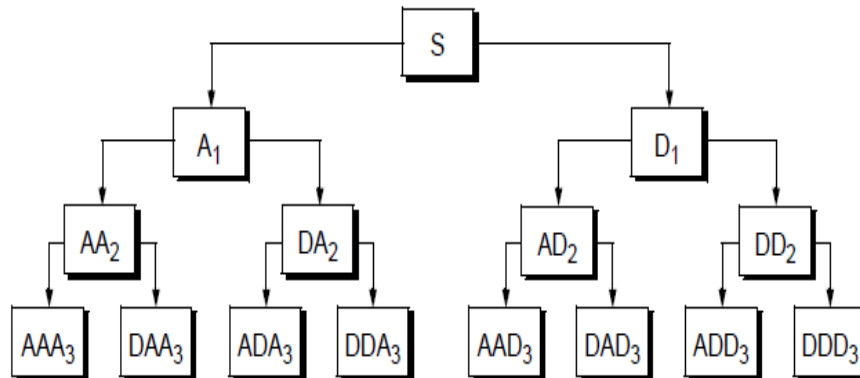 S
A₁ D₁
AA₂ DA₂ AD₂ DD₂
AAA₃ DAA₃ ADA₃ DDA₃ AAD₃ DAD₃ ADD₃ DDD₃